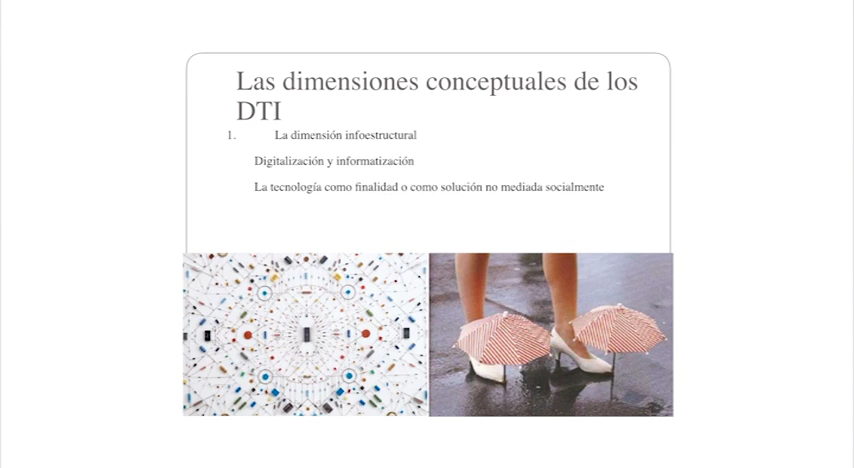 Las dimensiones conceptuales de los
DTI
1. La dimensión infoestructural
Digitalización y informatización
La tecnología como finalidad o como solución no mediada socialmente